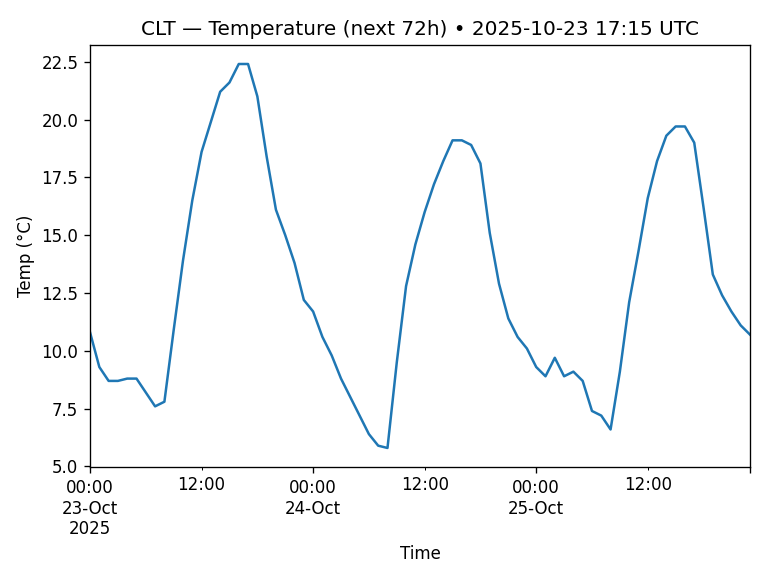 CLT — Temperature (next 72h) • 2025-10-23 17:15 UTC
22.5
20.0
17.5
15.0
12.5
10.0
7.5
5.0
Temp (°C)
00:00 12:00 00:00 12:00 00:00 12:00
23-Oct 24-Oct 25-Oct
2025
Time